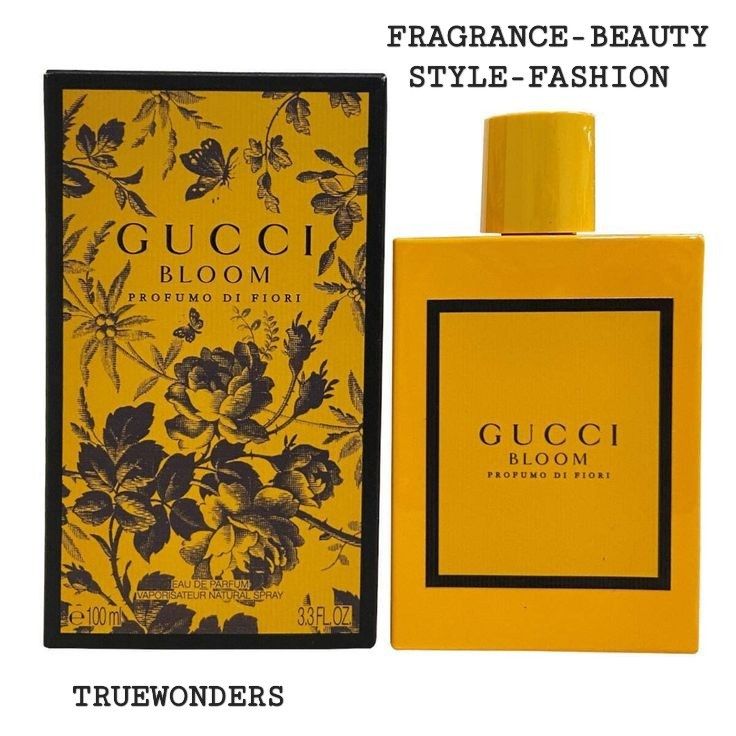 FRAGRANCE-BEAUTY
STYLE-FASHION
GUCCI
BLOOM
PROFUMO DI FIORI
EAU DE PARFUM
VAPORISATEUR NATURAL SPRAY
℮ 100 ml
3.3 FL.OZ.
GUCCI
BLOOM
PROFUMO DI FIORI
TRUEWONDERS